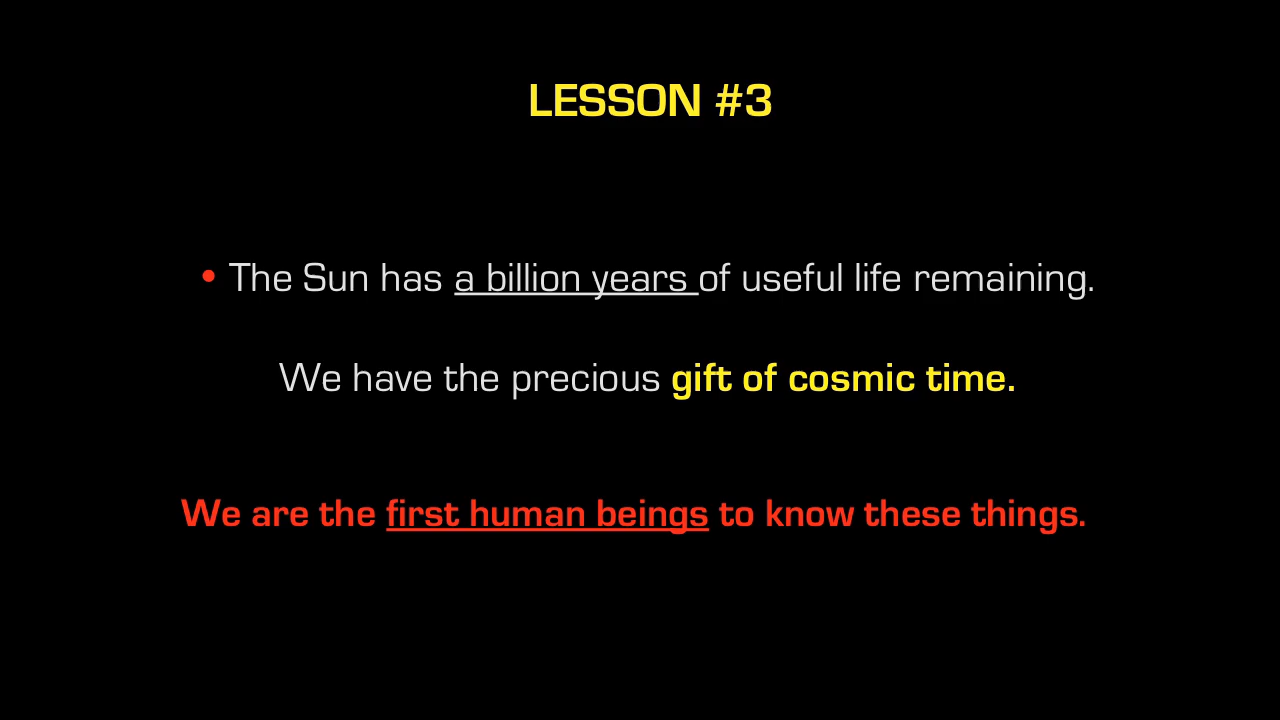 LESSON #3
• The Sun has a billion years of useful life remaining.
We have the precious gift of cosmic time.
We are the first human beings to know these things.